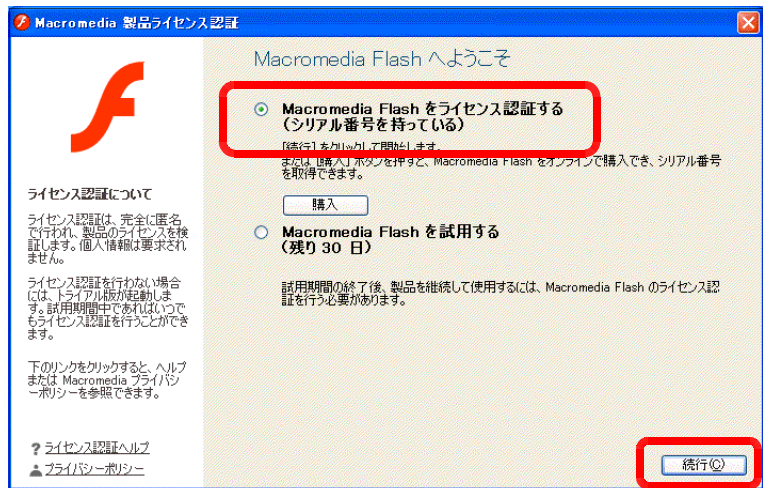 Macromedia 製品ライセンス認証
Macromedia Flash へようこそ
Macromedia Flash をライセンス認証する
(シリアル番号を持っている)
[続行] をクリックして開始します。
または [購入] ボタンを押すと、Macromedia Flash をオンラインで購入でき、シリアル番号
を取得できます。
購入
Macromedia Flash を試用する
(残り 30 日)
試用期間の終了後、製品を継続して使用するには、Macromedia Flash のライセンス認
証を行う必要があります。
ライセンス認証について
ライセンス認証は、完全に匿名
で行われ、製品のライセンスを検
証します。個人情報は要求され
ません。
ライセンス認証を行わない場合
には、トライアル版が起動しま
す。試用期間中であればいつで
もライセンス認証を行うことができ
ます。
下のリンクをクリックすると、ヘルプ
または Macromedia プライバシ
ーポリシーを参照できます。
? ライセンス認証ヘルプ
プライバシーポリシー
続行(C)